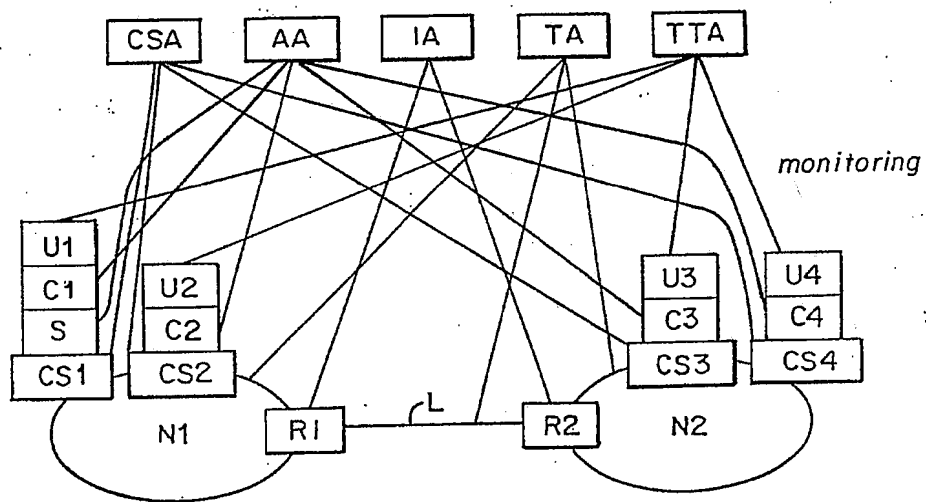 CSA AA IA TA TTA
monitoring
U1
C1
S
CS1
U2
C2
CS2
U3
C3
CS3
U4
C4
CS4
N1
R1
L
R2
N2